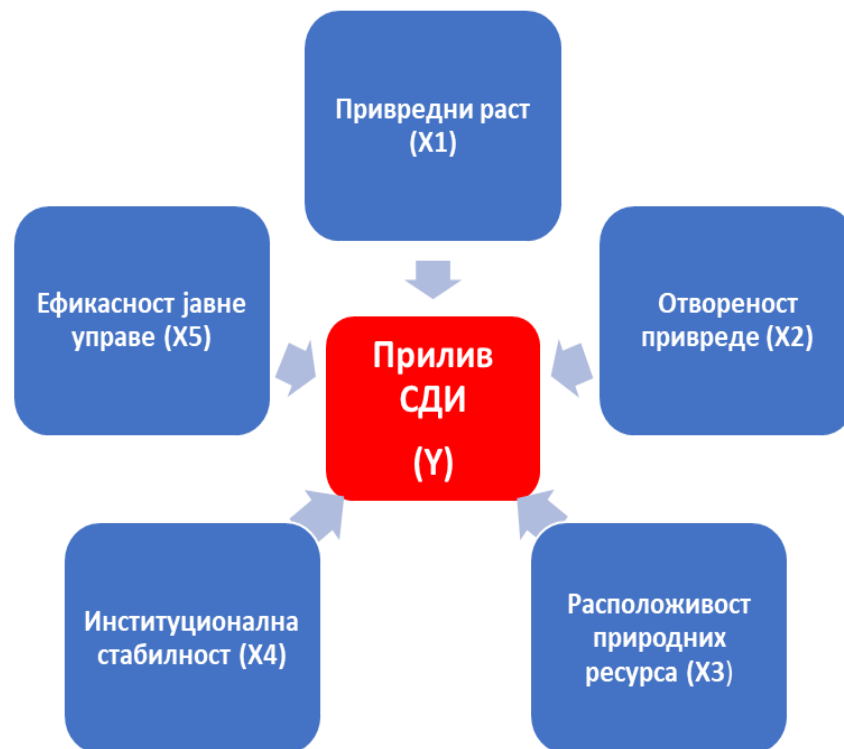 Привредни раст
(X1)
Отвореност
привреде (X2)
Расположивост
природних
ресурса (X3)
Институционална
стабилност (X4)
Ефикасност јавне
управе (X5)
Прилив
СДИ
(Y)